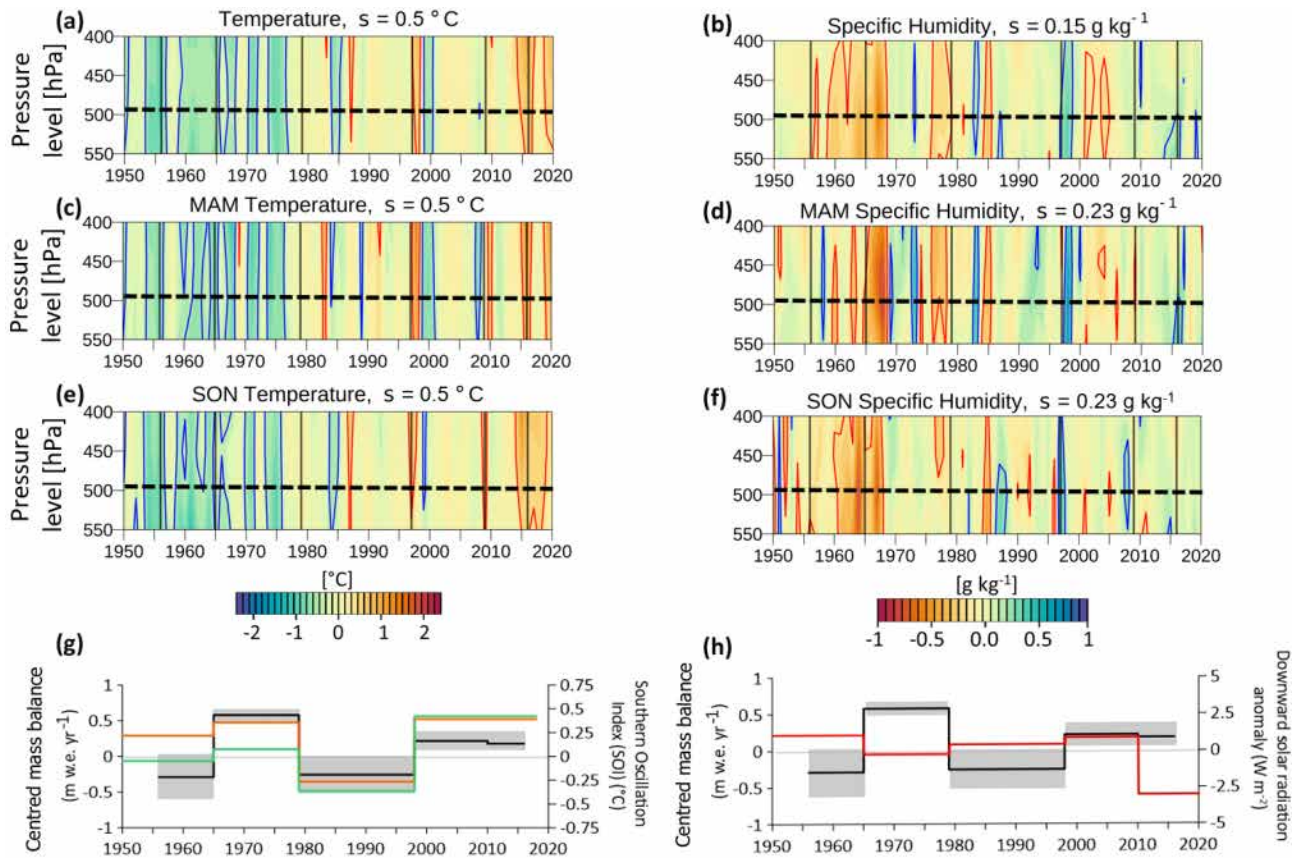 (a) Temperature, s = 0.5 ° C
Pressure
level [hPa]
400
450
500
550
1950 1960 1970 1980 1990 2000 2010 2020
(b) Specific Humidity, s = 0.15 g kg⁻¹
400
450
500
550
1950 1960 1970 1980 1990 2000 2010 2020
(c) MAM Temperature, s = 0.5 ° C
Pressure
level [hPa]
400
450
500
550
1950 1960 1970 1980 1990 2000 2010 2020
(d) MAM Specific Humidity, s = 0.23 g kg⁻¹
400
450
500
550
1950 1960 1970 1980 1990 2000 2010 2020
(e) SON Temperature, s = 0.5 ° C
Pressure
level [hPa]
400
450
500
550
1950 1960 1970 1980 1990 2000 2010 2020
(f) SON Specific Humidity, s = 0.23 g kg⁻¹
400
450
500
550
1950 1960 1970 1980 1990 2000 2010 2020
[°C]
-2 -1 0 1 2
[g kg⁻¹]
-1 -0.5 0.0 0.5 1
(g)
Centred mass balance
(m w.e. yr⁻¹)
1
0.5
0
-0.5
-1
0.75
0.5
0.25
0
-0.25
-0.5
-0.75
Southern Oscillation
Index (SOI) (°C)
1950 1960 1970 1980 1990 2000 2010 2020
(h)
Centred mass balance
(m w.e. yr⁻¹)
1
0.5
0
-0.5
-1
5
2.5
0
-2.5
-5
Downward solar radiation
anomaly (W m⁻²)
1950 1960 1970 1980 1990 2000 2010 2020